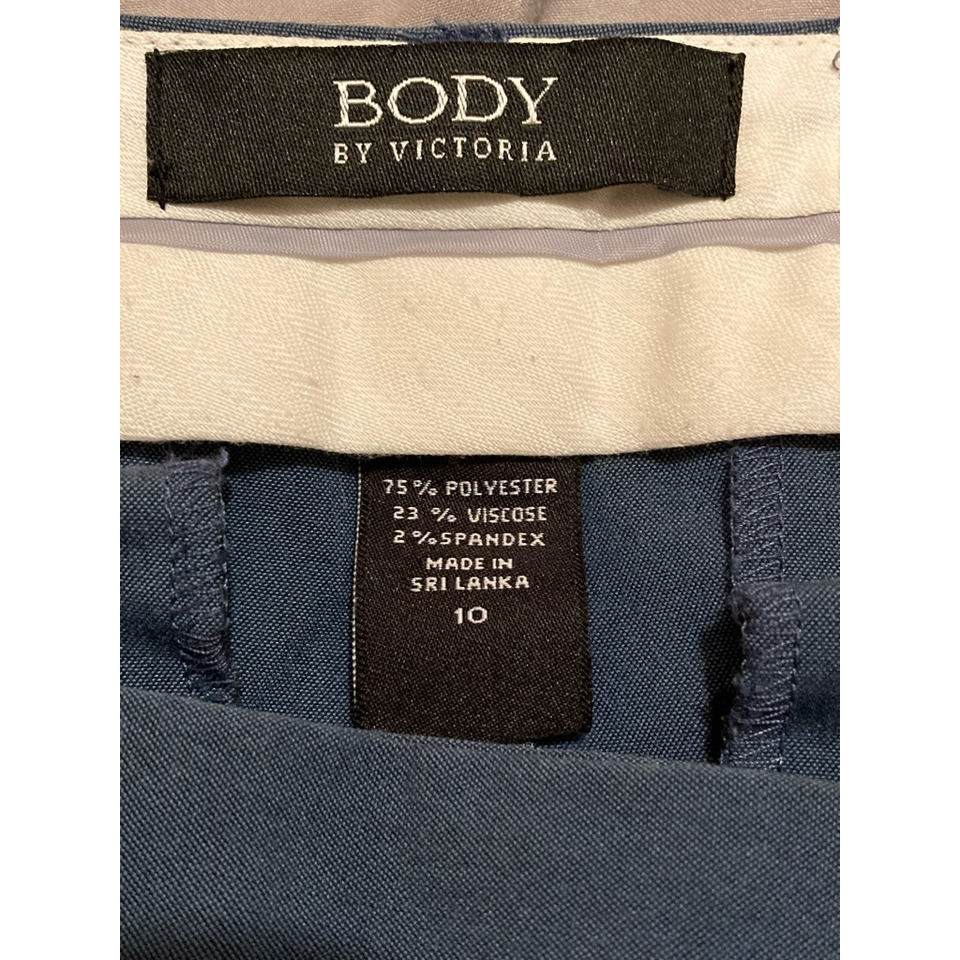 BODY
BY VICTORIA
75% POLYESTER
23 % VISCOSE
2%SPANDEX
MADE IN
SRI LANKA
10